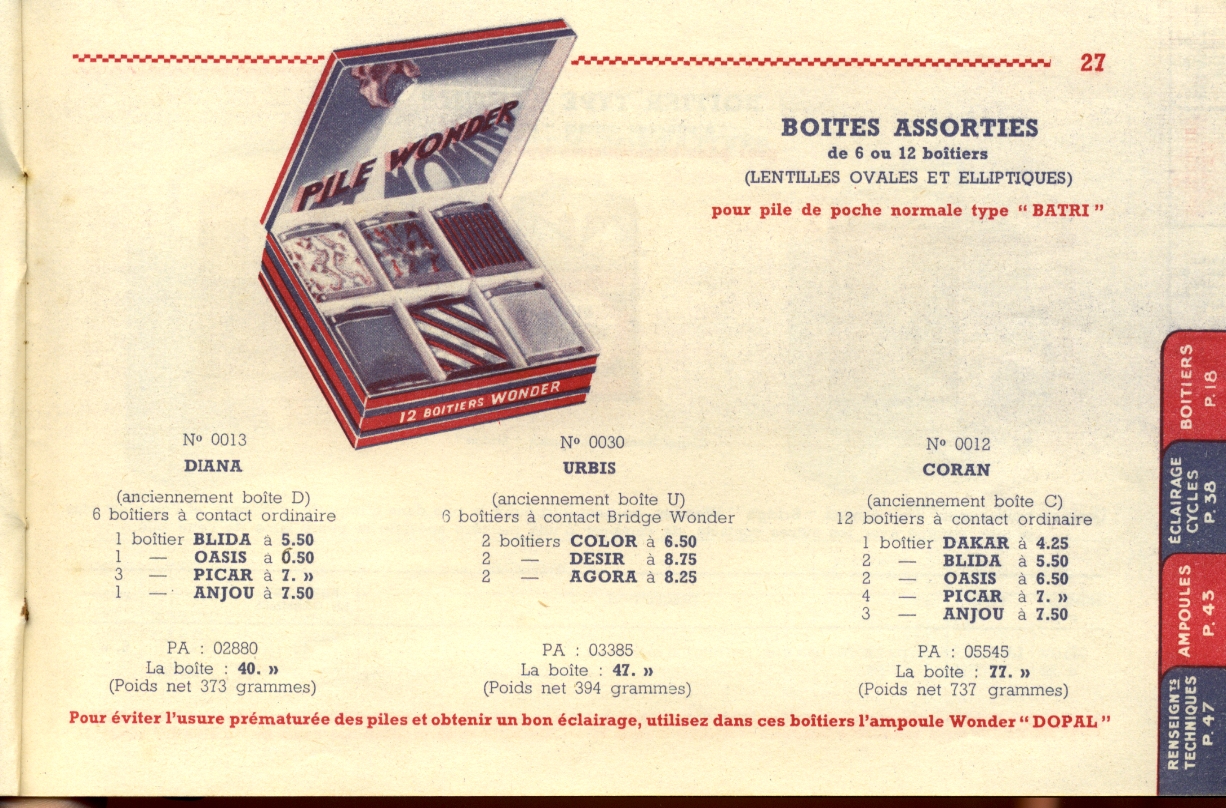 27
PILE WONDER
12 BOITIERS WONDER
BOITES ASSORTIES
de 6 ou 12 boîtiers
(LENTILLES OVALES ET ELLIPTIQUES)
pour pile de poche normale type “ BATRI ”
Nº 0013
DIANA
(anciennement boîte D)
6 boîtiers à contact ordinaire
1 boîtier BLIDA à 5.50
1 — OASIS à 6.50
3 — PICAR à 7. »
1 — ANJOU à 7.50
PA : 02880
La boîte : 40. »
(Poids net 373 grammes)
Nº 0030
URBIS
(anciennement boîte U)
6 boîtiers à contact Bridge Wonder
2 boîtiers COLOR à 6.50
2 — DESIR à 8.75
2 — AGORA à 8.25
PA : 03385
La boîte : 47. »
(Poids net 394 grammes)
Nº 0012
CORAN
(anciennement boîte C)
12 boîtiers à contact ordinaire
1 boîtier DAKAR à 4.25
2 — BLIDA à 5.50
2 — OASIS à 6.50
4 — PICAR à 7. »
3 — ANJOU à 7.50
PA : 05545
La boîte : 77. »
(Poids net 737 grammes)
Pour éviter l'usure prématurée des piles et obtenir un bon éclairage, utilisez dans ces boîtiers l'ampoule Wonder “ DOPAL ”
BOITIERS
P. 18
ÉCLAIRAGE
CYCLES
P. 38
AMPOULES
P. 43
RENSEIGNTS
TECHNIQUES
P. 47